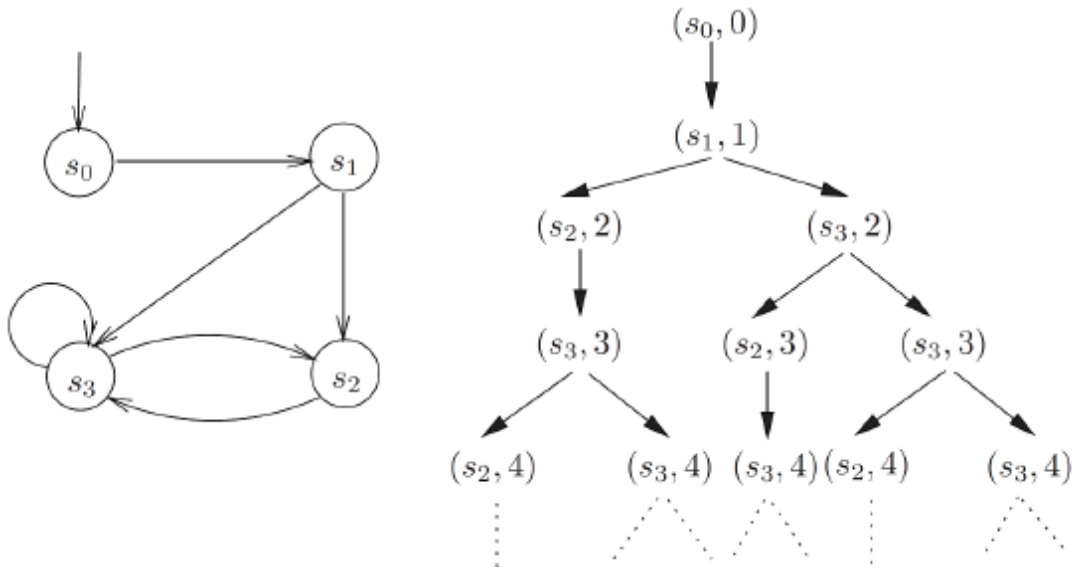 (s₀, 0)
(s₁, 1)
s₀
s₁
(s₂, 2)
(s₃, 2)
(s₃, 3)
(s₂, 3)
(s₃, 3)
s₃
s₂
(s₂, 4)
(s₃, 4)
(s₃, 4)
(s₂, 4)
(s₃, 4)